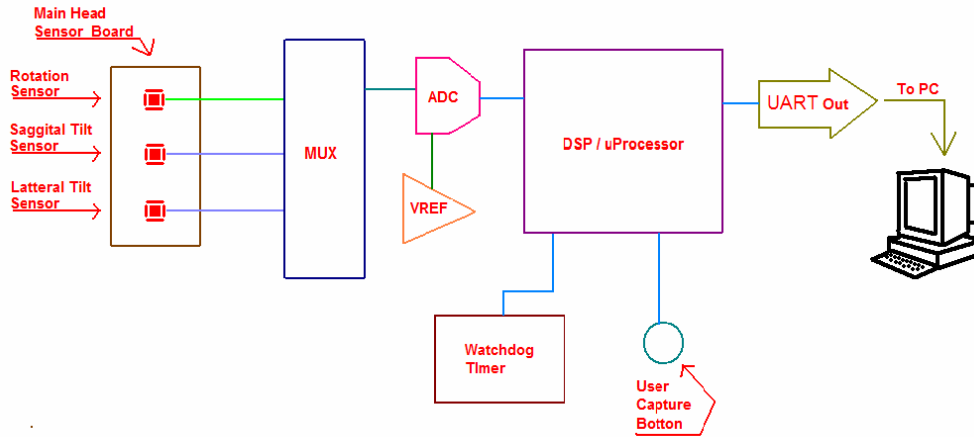 Main Head
Sensor Board
Rotation
Sensor
Saggital Tilt
Sensor
Latteral Tilt
Sensor
MUX
ADC
VREF
DSP / uProcessor
UART Out
To PC
Watchdog
TImer
User
Capture
Botton